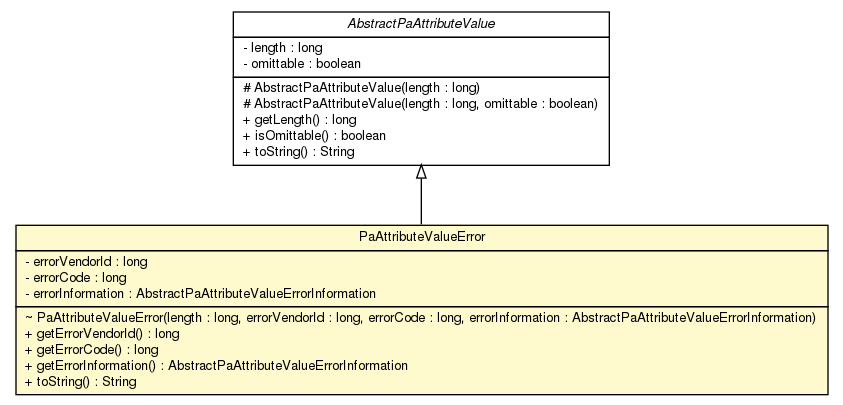 AbstractPaAttributeValue
- length : long
- omittable : boolean
# AbstractPaAttributeValue(length : long)
# AbstractPaAttributeValue(length : long, omittable : boolean)
+ getLength() : long
+ isOmittable() : boolean
+ toString() : String
PaAttributeValueError
- errorVendorId : long
- errorCode : long
- errorInformation : AbstractPaAttributeValueErrorInformation
~ PaAttributeValueError(length : long, errorVendorId : long, errorCode : long, errorInformation : AbstractPaAttributeValueErrorInformation)
+ getErrorVendorId() : long
+ getErrorCode() : long
+ getErrorInformation() : AbstractPaAttributeValueErrorInformation
+ toString() : String